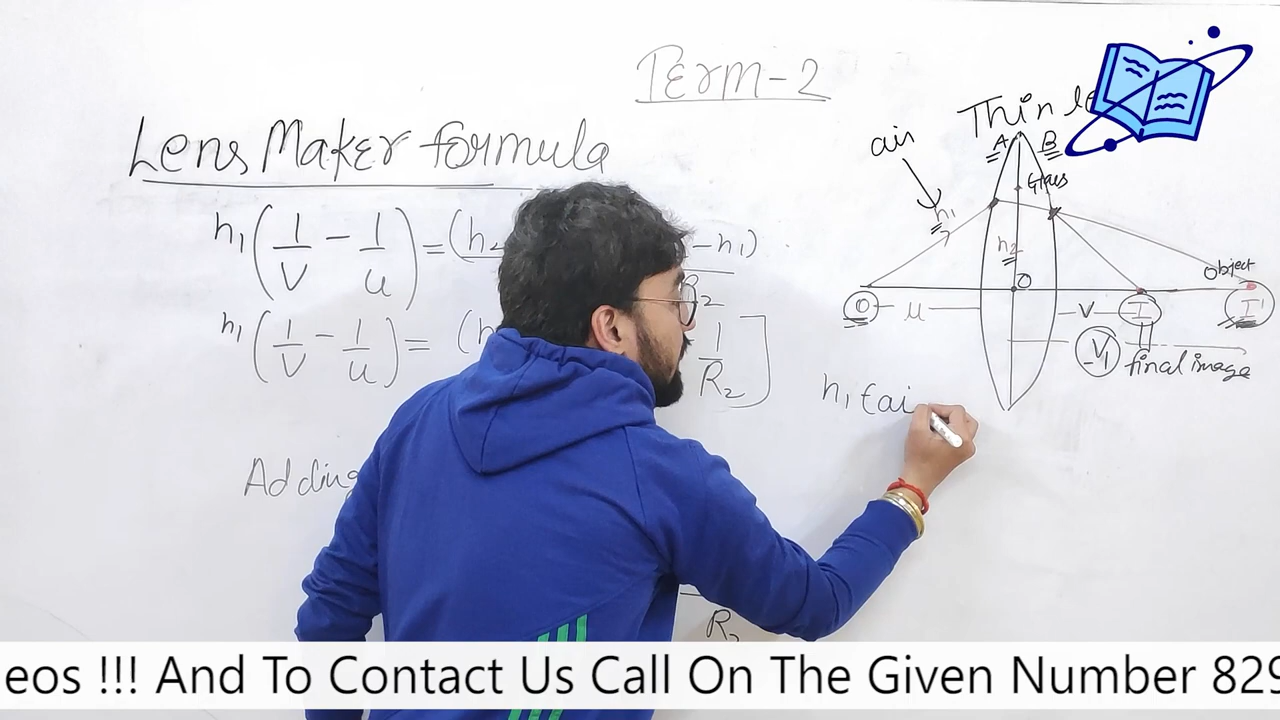 Term-2
Lens Maker formula
n1(1/v - 1/u) = (n2 - n1) R2
n1(1/v - 1/u) = (n 1/R2]
Adding
R2
Thin le
air
A B
Glass
n1
n2
O
Object
O u v I I'
V1 final image
n1 (ai
eos !!! And To Contact Us Call On The Given Number 829